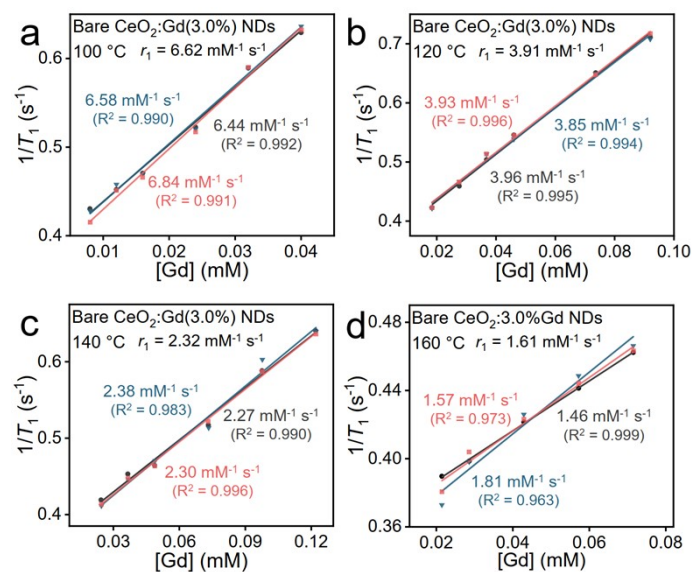 a
Bare CeO₂:Gd(3.0%) NDs
100 °C r₁ = 6.62 mM⁻¹ s⁻¹
6.58 mM⁻¹ s⁻¹
(R² = 0.990)
6.44 mM⁻¹ s⁻¹
(R² = 0.992)
6.84 mM⁻¹ s⁻¹
(R² = 0.991)
1/T₁ (s⁻¹)
0.6
0.5
0.4
0.01 0.02 0.03 0.04
[Gd] (mM)
b
Bare CeO₂:Gd(3.0%) NDs
120 °C r₁ = 3.91 mM⁻¹ s⁻¹
3.93 mM⁻¹ s⁻¹
(R² = 0.996)
3.85 mM⁻¹ s⁻¹
(R² = 0.994)
3.96 mM⁻¹ s⁻¹
(R² = 0.995)
1/T₁ (s⁻¹)
0.7
0.6
0.5
0.4
0.02 0.04 0.06 0.08 0.10
[Gd] (mM)
c
Bare CeO₂:Gd(3.0%) NDs
140 °C r₁ = 2.32 mM⁻¹ s⁻¹
2.38 mM⁻¹ s⁻¹
(R² = 0.983)
2.27 mM⁻¹ s⁻¹
(R² = 0.990)
2.30 mM⁻¹ s⁻¹
(R² = 0.996)
1/T₁ (s⁻¹)
0.6
0.5
0.4
0.03 0.06 0.09 0.12
[Gd] (mM)
d
Bare CeO₂:3.0%Gd NDs
160 °C r₁ = 1.61 mM⁻¹ s⁻¹
1.57 mM⁻¹ s⁻¹
(R² = 0.973)
1.46 mM⁻¹ s⁻¹
(R² = 0.999)
1.81 mM⁻¹ s⁻¹
(R² = 0.963)
1/T₁ (s⁻¹)
0.48
0.44
0.40
0.36
0.02 0.04 0.06 0.08
[Gd] (mM)